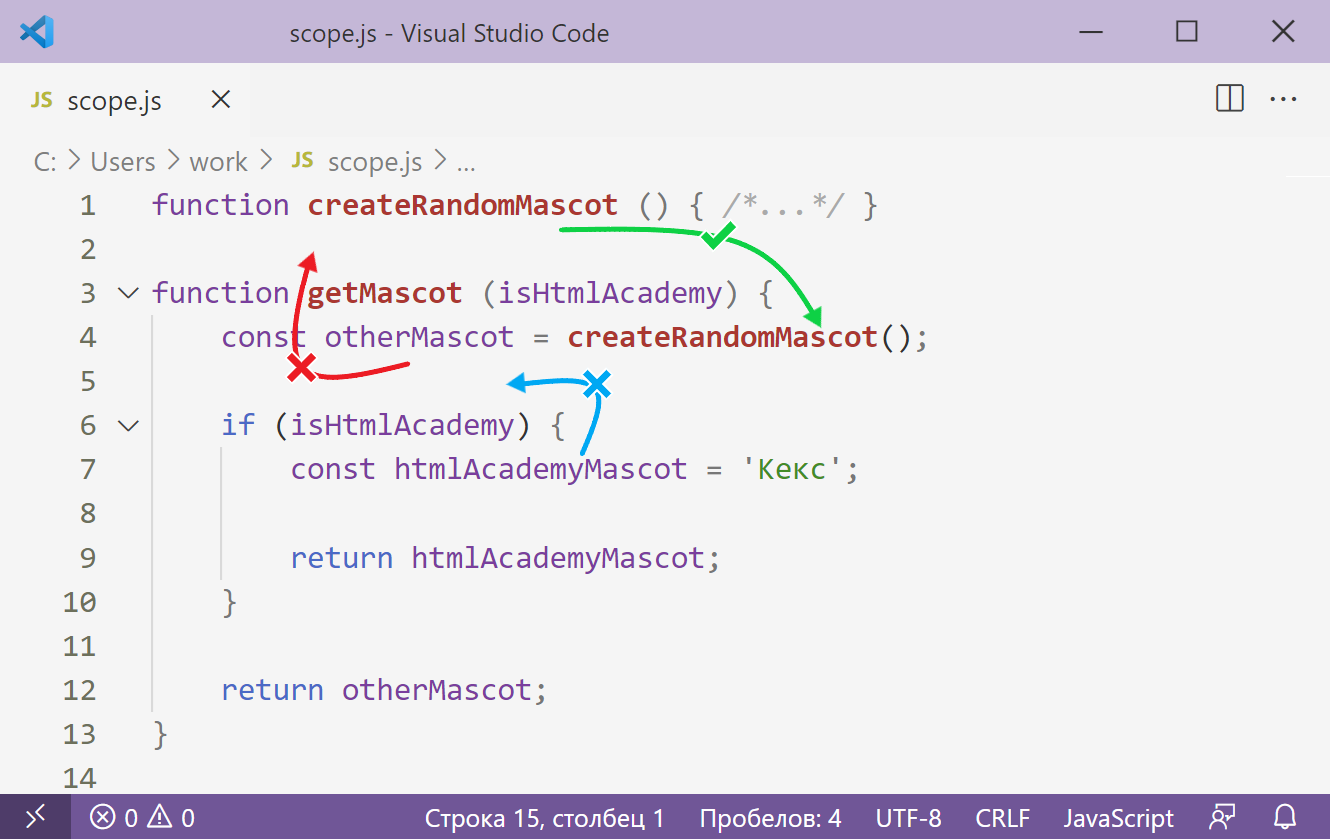 scope.js - Visual Studio Code
JS scope.js
C: > Users > work > JS scope.js > ...
1 function createRandomMascot () { /*...*/ }
2
3 function getMascot (isHtmlAcademy) {
4 const otherMascot = createRandomMascot();
5
6 if (isHtmlAcademy) {
7 const htmlAcademyMascot = 'Кекс';
8
9 return htmlAcademyMascot;
10 }
11
12 return otherMascot;
13 }
14
0 0 Строка 15, столбец 1 Пробелов: 4 UTF-8 CRLF JavaScript